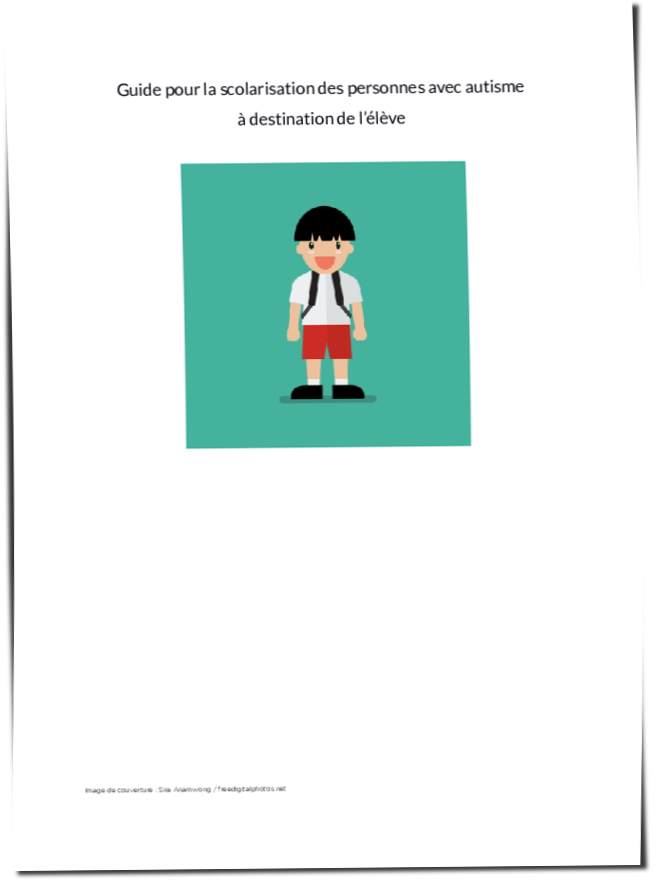 Guide pour la scolarisation des personnes avec autisme
à destination de l'élève
Image de couverture : Sira Anamwong / freedigitalphotos.net